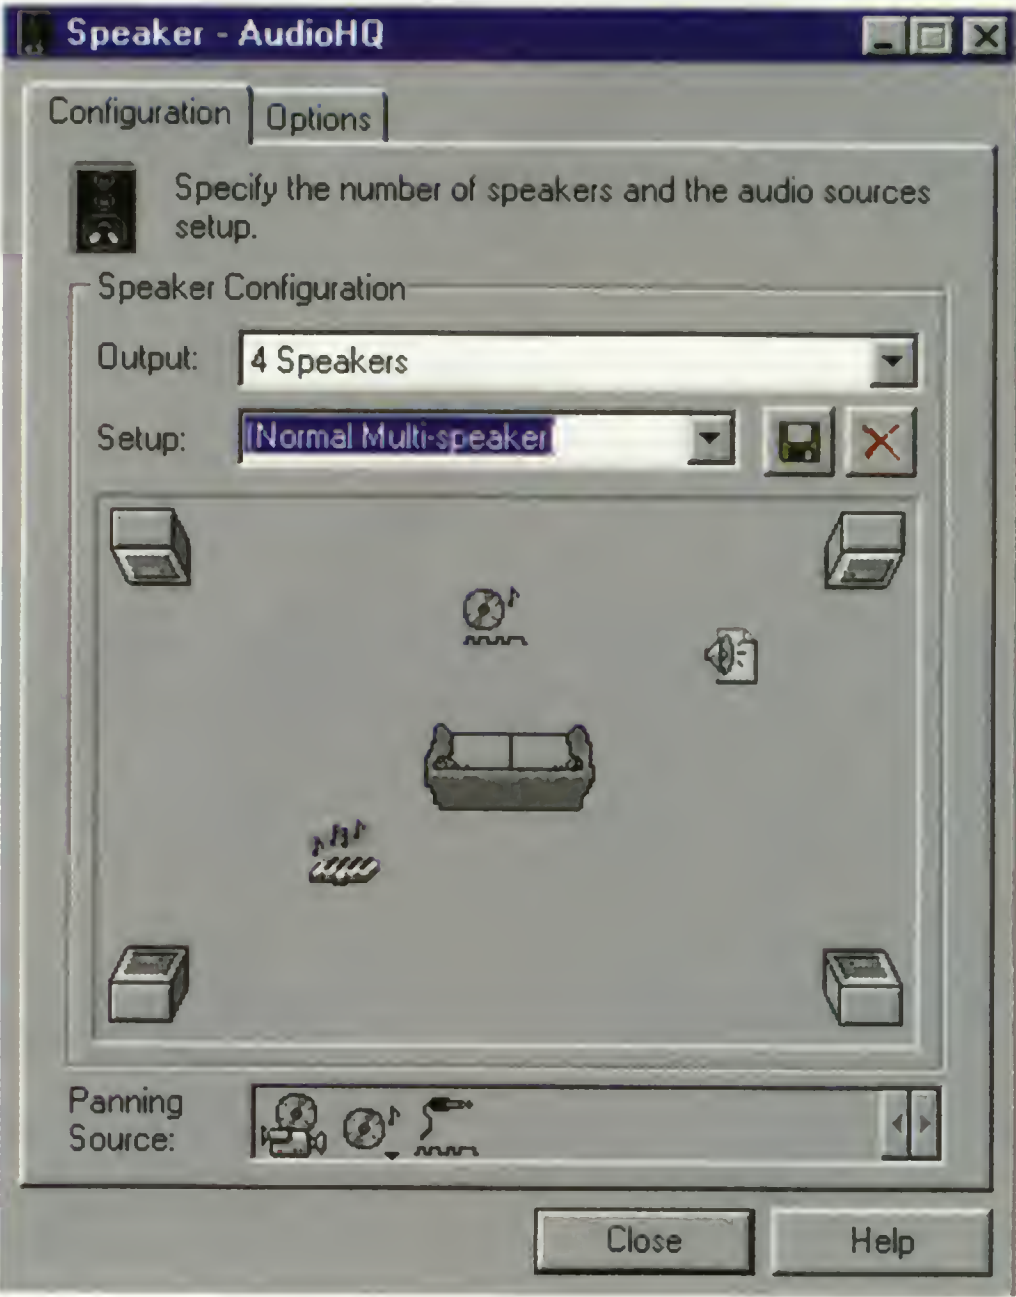 Speaker - AudioHQ
Configuration
Options
Specify the number of speakers and the audio sources
setup.
Speaker Configuration
Output:
4 Speakers
Setup:
[Normal Multi-speaker]
Panning
Source:
Close
Help